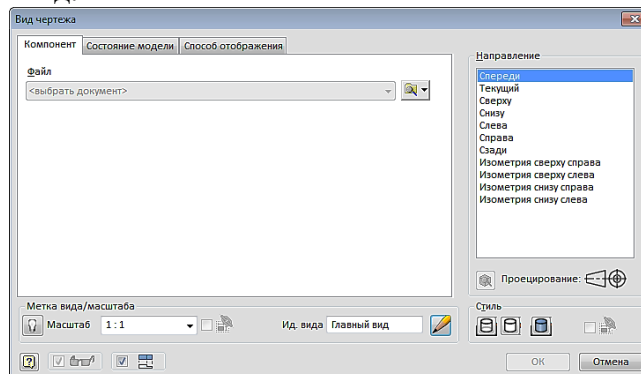 Вид чертежа
Компонент Состояние модели Способ отображения
Файл
<выбрать документ>
Направление
Спереди
Текущий
Сверху
Снизу
Слева
Справа
Сзади
Изометрия сверху справа
Изометрия сверху слева
Изометрия снизу справа
Изометрия снизу слева
Проецирование:
Метка вида/масштаба
Масштаб 1 : 1 Ид. вида Главный вид
Стиль
ОК Отмена